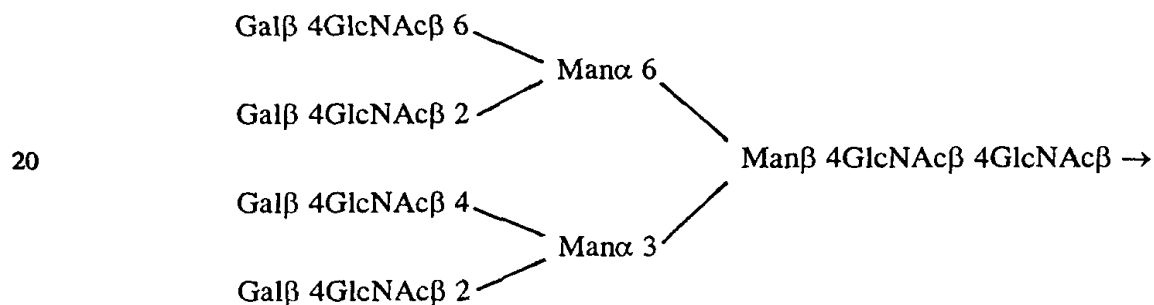 Galβ 4GlcNAcβ 6
Manα 6
Galβ 4GlcNAcβ 2
20
Manβ 4GlcNAcβ 4GlcNAcβ →
Galβ 4GlcNAcβ 4
Manα 3
Galβ 4GlcNAcβ 2